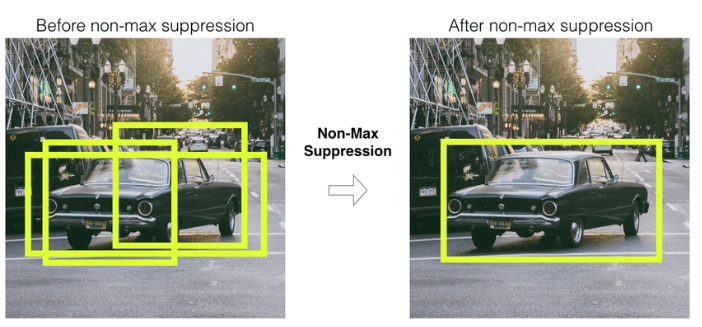 Before non-max suppression
After non-max suppression
Non-Max
Suppression